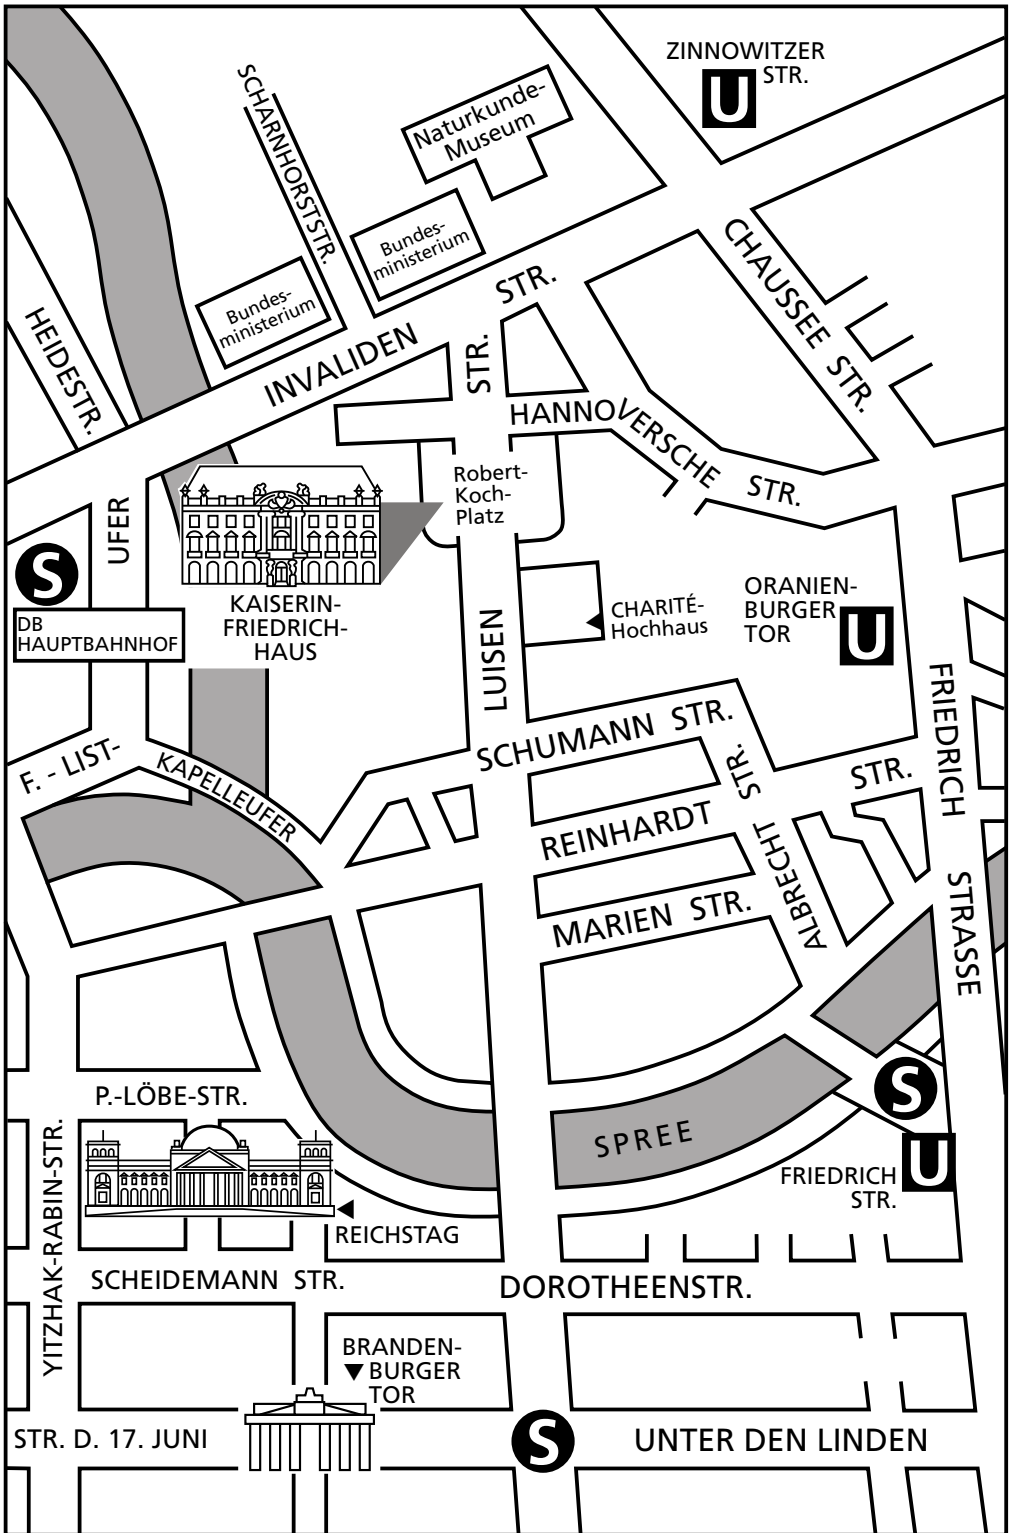 ZINNOWITZER
STR.
U
SCHARNHORSTSTR.
Naturkunde-
Museum
Bundes-
ministerium
Bundes-
ministerium
HEIDESTR.
INVALIDEN STR.
CHAUSSEE STR.
HANNOVERSCHE STR.
Robert-
Koch-
Platz
UFER
S
DB
HAUPTBAHNHOF
KAISERIN-
FRIEDRICH-
HAUS
LUISEN STR.
CHARITÉ-
Hochhaus
ORANIEN-
BURGER
TOR
U
FRIEDRICH STRASSE
SCHUMANN STR.
F. - LIST-
KAPELLEUFER
REINHARDT STR.
ALBRECHT STR.
MARIEN STR.
P.-LÖBE-STR.
S
SPREE
U
FRIEDRICH
STR.
YITZHAK-RABIN-STR.
REICHSTAG
SCHEIDEMANN STR.
DOROTHEENSTR.
BRANDEN-
BURGER
TOR
STR. D. 17. JUNI
S
UNTER DEN LINDEN